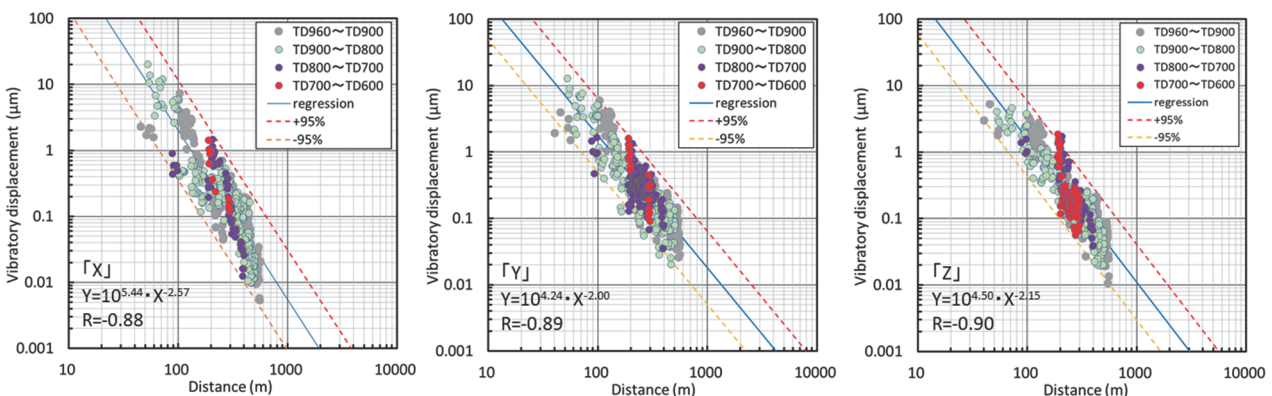 100
10
1
0.1
0.01
0.001
Vibratory displacement (μm)
TD960～TD900
TD900～TD800
TD800～TD700
TD700～TD600
regression
+95%
-95%
「X」
Y=10^5.44・X^-2.57
R=-0.88
10
100
1000
10000
Distance (m)
100
10
1
0.1
0.01
0.001
Vibratory displacement (μm)
TD960～TD900
TD900～TD800
TD800～TD700
TD700～TD600
regression
+95%
-95%
「Y」
Y=10^4.24・X^-2.00
R=-0.89
10
100
1000
10000
Distance (m)
100
10
1
0.1
0.01
0.001
Vibratory displacement (μm)
TD960～TD900
TD900～TD800
TD800～TD700
TD700～TD600
regression
+95%
-95%
「Z」
Y=10^4.50・X^-2.15
R=-0.90
10
100
1000
10000
Distance (m)